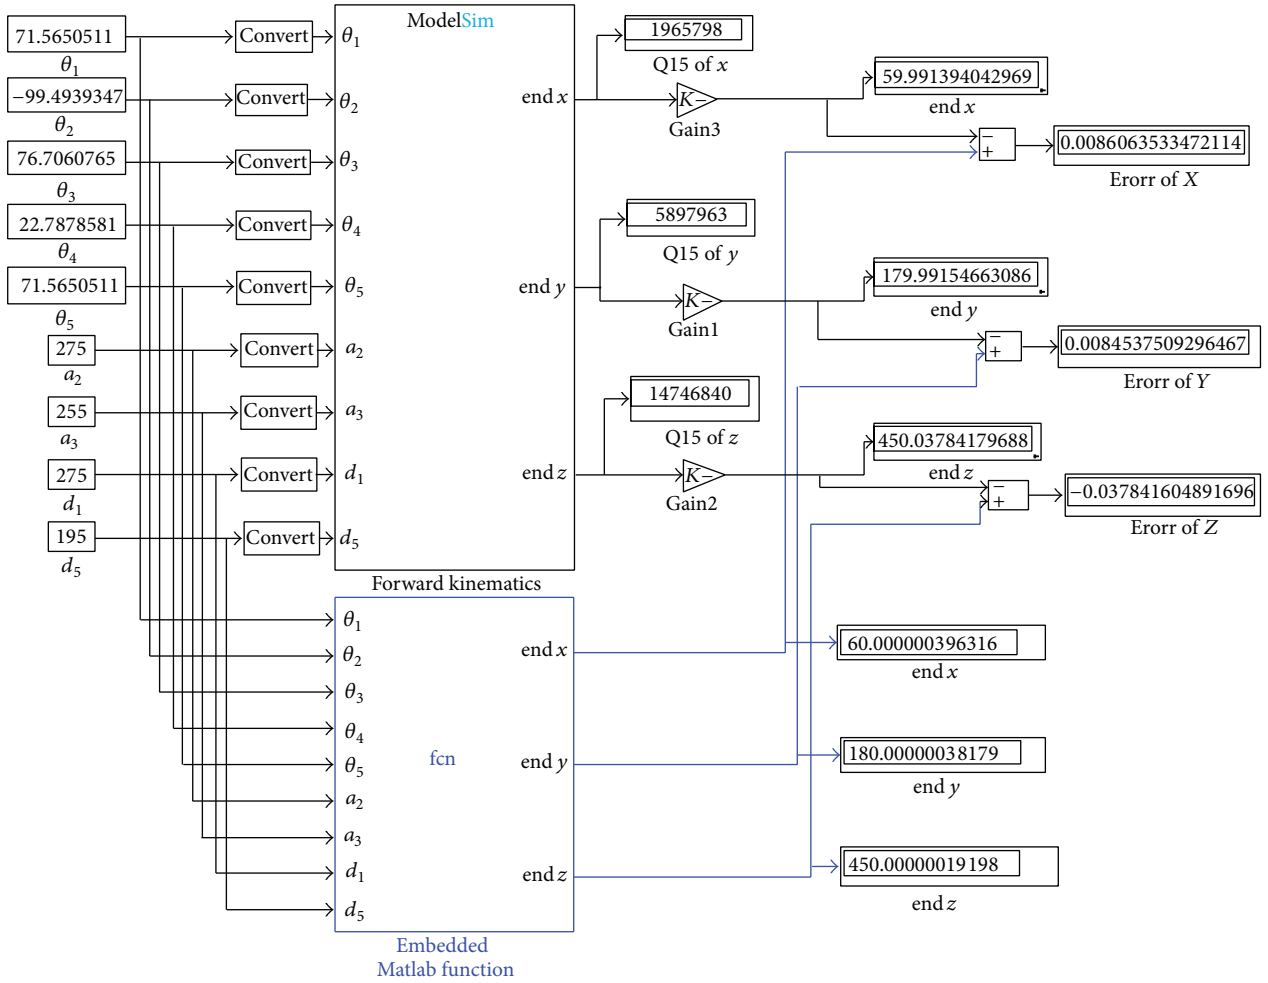 71.5650511
θ1
−99.4939347
θ2
76.7060765
θ3
22.7878581
θ4
71.5650511
θ5
275
a2
255
a3
275
d1
195
d5
Convert
Convert
Convert
Convert
Convert
Convert
Convert
Convert
Convert
ModelSim
θ1
θ2
θ3
θ4
θ5
a2
a3
d1
d5
end x
end y
end z
Forward kinematics
1965798
Q15 of x
K−
Gain3
59.991394042969
end x
−
+
0.0086063533472114
Erorr of X
5897963
Q15 of y
K−
Gain1
179.99154663086
end y
−
+
0.0084537509296467
Erorr of Y
14746840
Q15 of z
K−
Gain2
450.03784179688
end z
−
+
−0.037841604891696
Erorr of Z
θ1
θ2
θ3
θ4
θ5
a2
a3
d1
d5
fcn
end x
end y
end z
Embedded
Matlab function
60.000000396316
end x
180.00000038179
end y
450.00000019198
end z